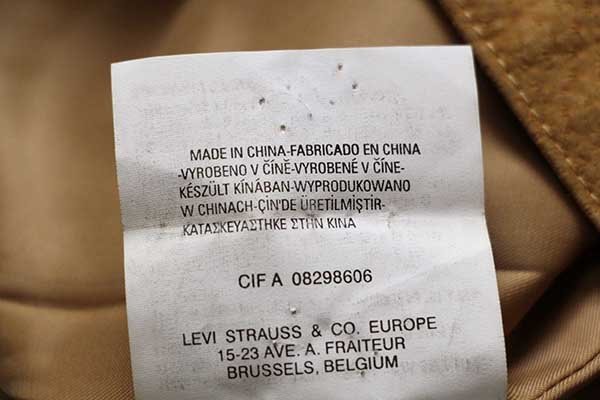 MADE IN CHINA-FABRICADO EN CHINA
-VYROBENO V ČÍNĚ-VYROBENÉ V ČÍNE-
KÉSZÜLT KÍNÁBAN-WYPRODUKOWANO
W CHINACH-ÇİN'DE ÜRETİLMİŞTİR-
ΚΑΤΑΣΚΕΥΑΣΤΗΚΕ ΣΤΗΝ ΚΙΝΑ
CIF A 08298606
LEVI STRAUSS & CO. EUROPE
15-23 AVE. A. FRAITEUR
BRUSSELS, BELGIUM